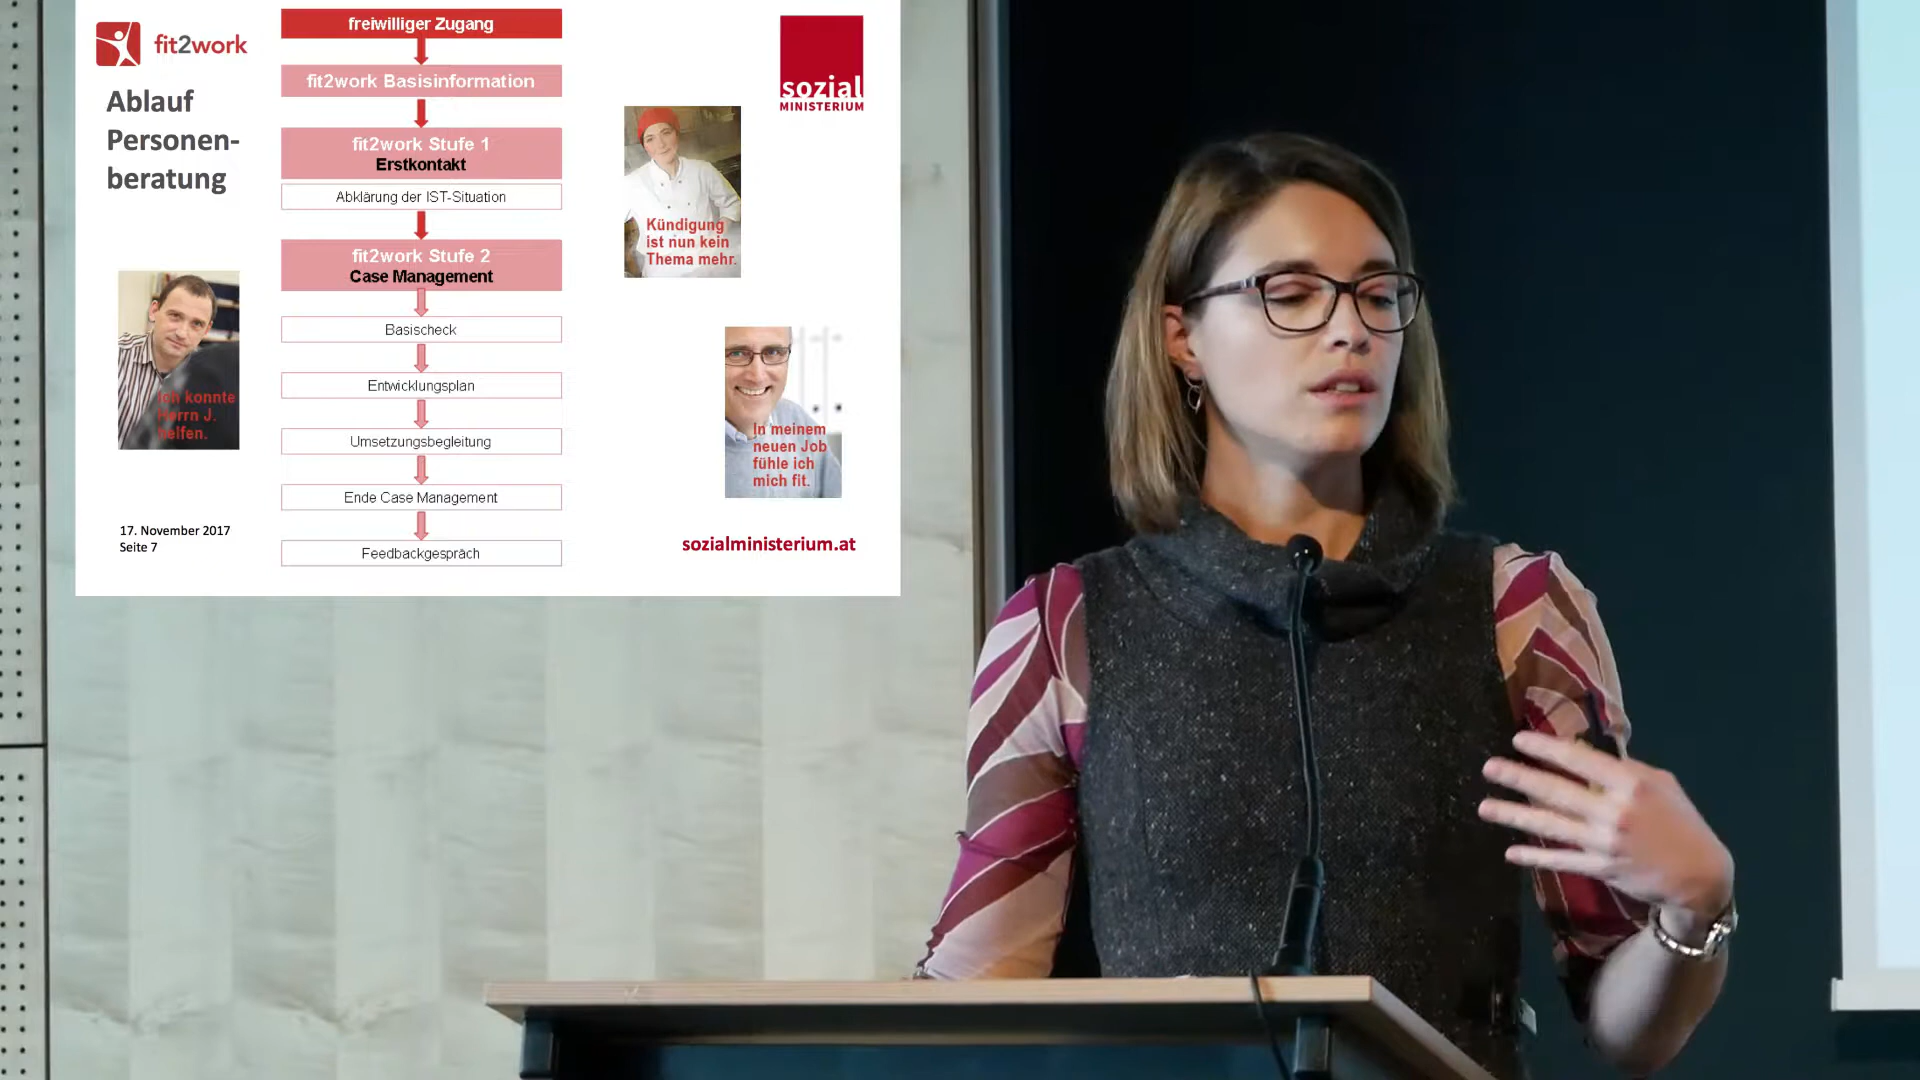 fit2work
Ablauf
Personen-
beratung
freiwilliger Zugang
fit2work Basisinformation
fit2work Stufe 1
Erstkontakt
Abklärung der IST-Situation
fit2work Stufe 2
Case Management
Basischeck
Entwicklungsplan
Umsetzungsbegleitung
Ende Case Management
Feedbackgespräch
sozial
MINISTERIUM
Kündigung
ist nun kein
Thema mehr.
Ich konnte
Herrn J.
helfen.
In meinem
neuen Job
fühle ich
mich fit.
17. November 2017
Seite 7
sozialministerium.at